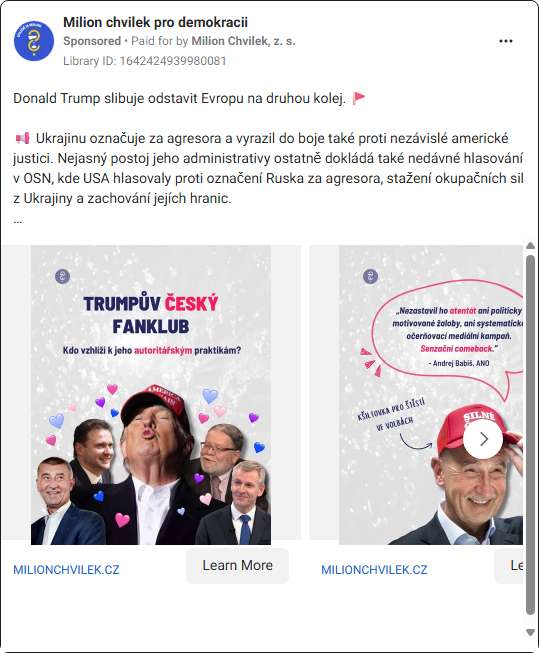 Milion chvilek pro demokracii
Sponsored • Paid for by Milion Chvilek, z. s.
Library ID: 1642424939980081
Donald Trump slibuje odstavit Evropu na druhou kolej. 🚩
📢 Ukrajinu označuje za agresora a vyrazil do boje také proti nezávislé americké
justici. Nejasný postoj jeho administrativy ostatně dokládá také nedávné hlasování
v OSN, kde USA hlasovaly proti označení Ruska za agresora, stažení okupačních sil
z Ukrajiny a zachování jejích hranic.
...
TRUMPŮV ČESKÝ
FANKLUB
Kdo vzhlíží k jeho autoritářským praktikám?
MILIONCHVILEK.CZ
Learn More
„Nezastavil ho atentát ani politicky
motivované žaloby, ani systematická
očerňovací mediální kampaň.
Senzační comeback.“
- Andrej Babiš, ANO
KŠILTOVKA PRO ŠTĚSTÍ
VE VOLBÁCH
SILNÉ
MILIONCHVILEK.CZ
Le